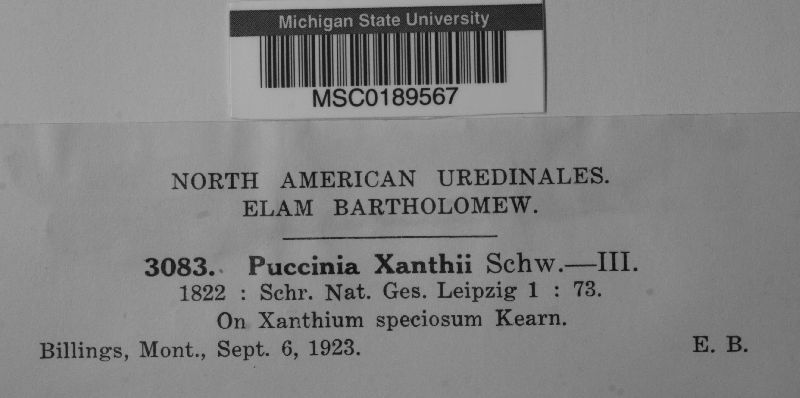 Michigan State University
MSC0189567
NORTH AMERICAN UREDINALES.
ELAM BARTHOLOMEW.
3083. Puccinia Xanthii Schw.—III.
1822 : Schr. Nat. Ges. Leipzig 1 : 73.
On Xanthium speciosum Kearn.
Billings, Mont., Sept. 6, 1923. E. B.